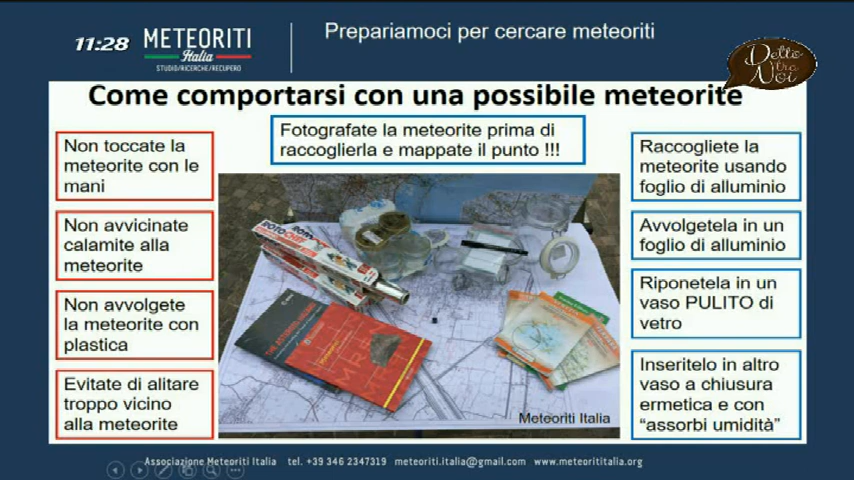 Prepariamoci per cercare meteoriti
11:28
METEORITI
Italia
STUDIO/RICERCHE/RECUPERO
Detto
tra
Noi
Come comportarsi con una possibile meteorite
Fotografate la meteorite prima di
raccoglierla e mappate il punto !!!
Non toccate la
meteorite con le
mani
Non avvicinate
calamite alla
meteorite
Non avvolgete
la meteorite con
plastica
Evitate di alitare
troppo vicino
alla meteorite
Raccogliete la
meteorite usando
foglio di alluminio
Avvolgetela in un
foglio di alluminio
Riponetela in un
vaso PULITO di
vetro
Inseritelo in altro
vaso a chiusura
ermetica e con
“assorbi umidità”
Meteoriti Italia
Associazione Meteoriti Italia tel. +39 346 2347319 meteoriti.italia@gmail.com www.meteorititalia.org